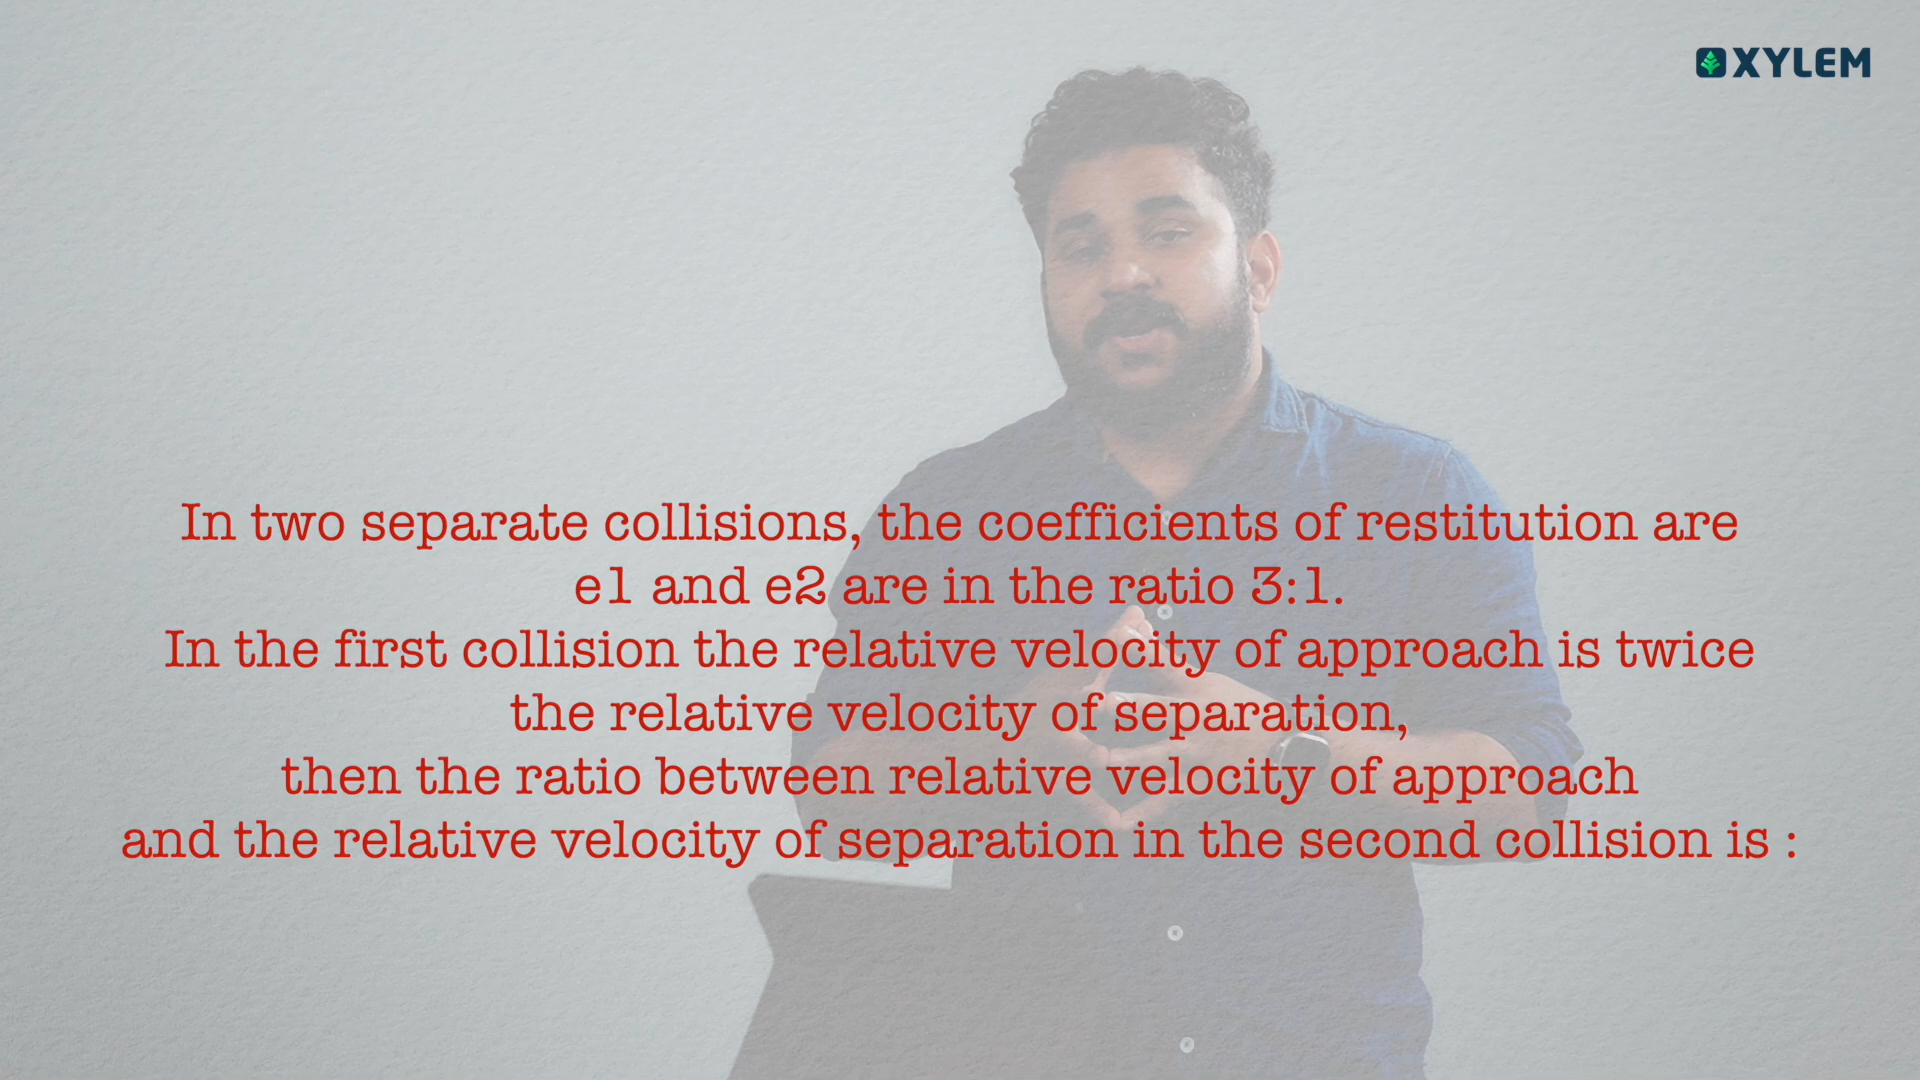 XYLEM
In two separate collisions, the coefficients of restitution are
e1 and e2 are in the ratio 3:1.
In the first collision the relative velocity of approach is twice
the relative velocity of separation,
then the ratio between relative velocity of approach
and the relative velocity of separation in the second collision is :